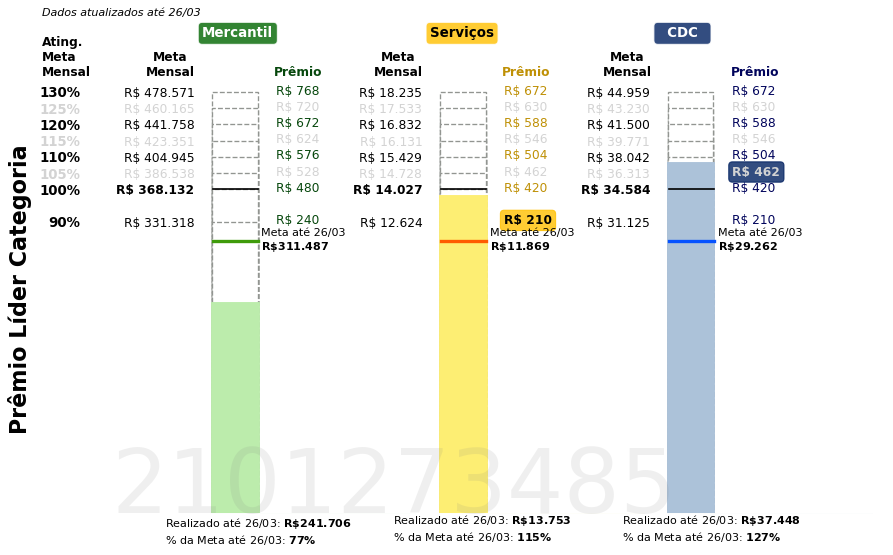 Dados atualizados até 26/03
Mercantil Serviços CDC
Ating. Meta Mensal
Meta Mensal Prêmio Meta Mensal Prêmio Meta Mensal Prêmio
130% R$ 478.571 R$ 768 R$ 18.235 R$ 672 R$ 44.959 R$ 672
125% R$ 460.165 R$ 720 R$ 17.533 R$ 630 R$ 43.230 R$ 630
120% R$ 441.758 R$ 672 R$ 16.832 R$ 588 R$ 41.500 R$ 588
115% R$ 423.351 R$ 624 R$ 16.131 R$ 546 R$ 39.771 R$ 546
110% R$ 404.945 R$ 576 R$ 15.429 R$ 504 R$ 38.042 R$ 504
105% R$ 386.538 R$ 528 R$ 14.728 R$ 462 R$ 36.313 R$ 462
100% R$ 368.132 R$ 480 R$ 14.027 R$ 420 R$ 34.584 R$ 420
90% R$ 331.318 R$ 240 R$ 12.624 R$ 210 R$ 31.125 R$ 210
Meta até 26/03 Meta até 26/03 Meta até 26/03
R$311.487 R$11.869 R$29.262
Prêmio Líder Categoria
2101273485
Realizado até 26/03: R$241.706 Realizado até 26/03: R$13.753 Realizado até 26/03: R$37.448
% da Meta até 26/03: 77% % da Meta até 26/03: 115% % da Meta até 26/03: 127%